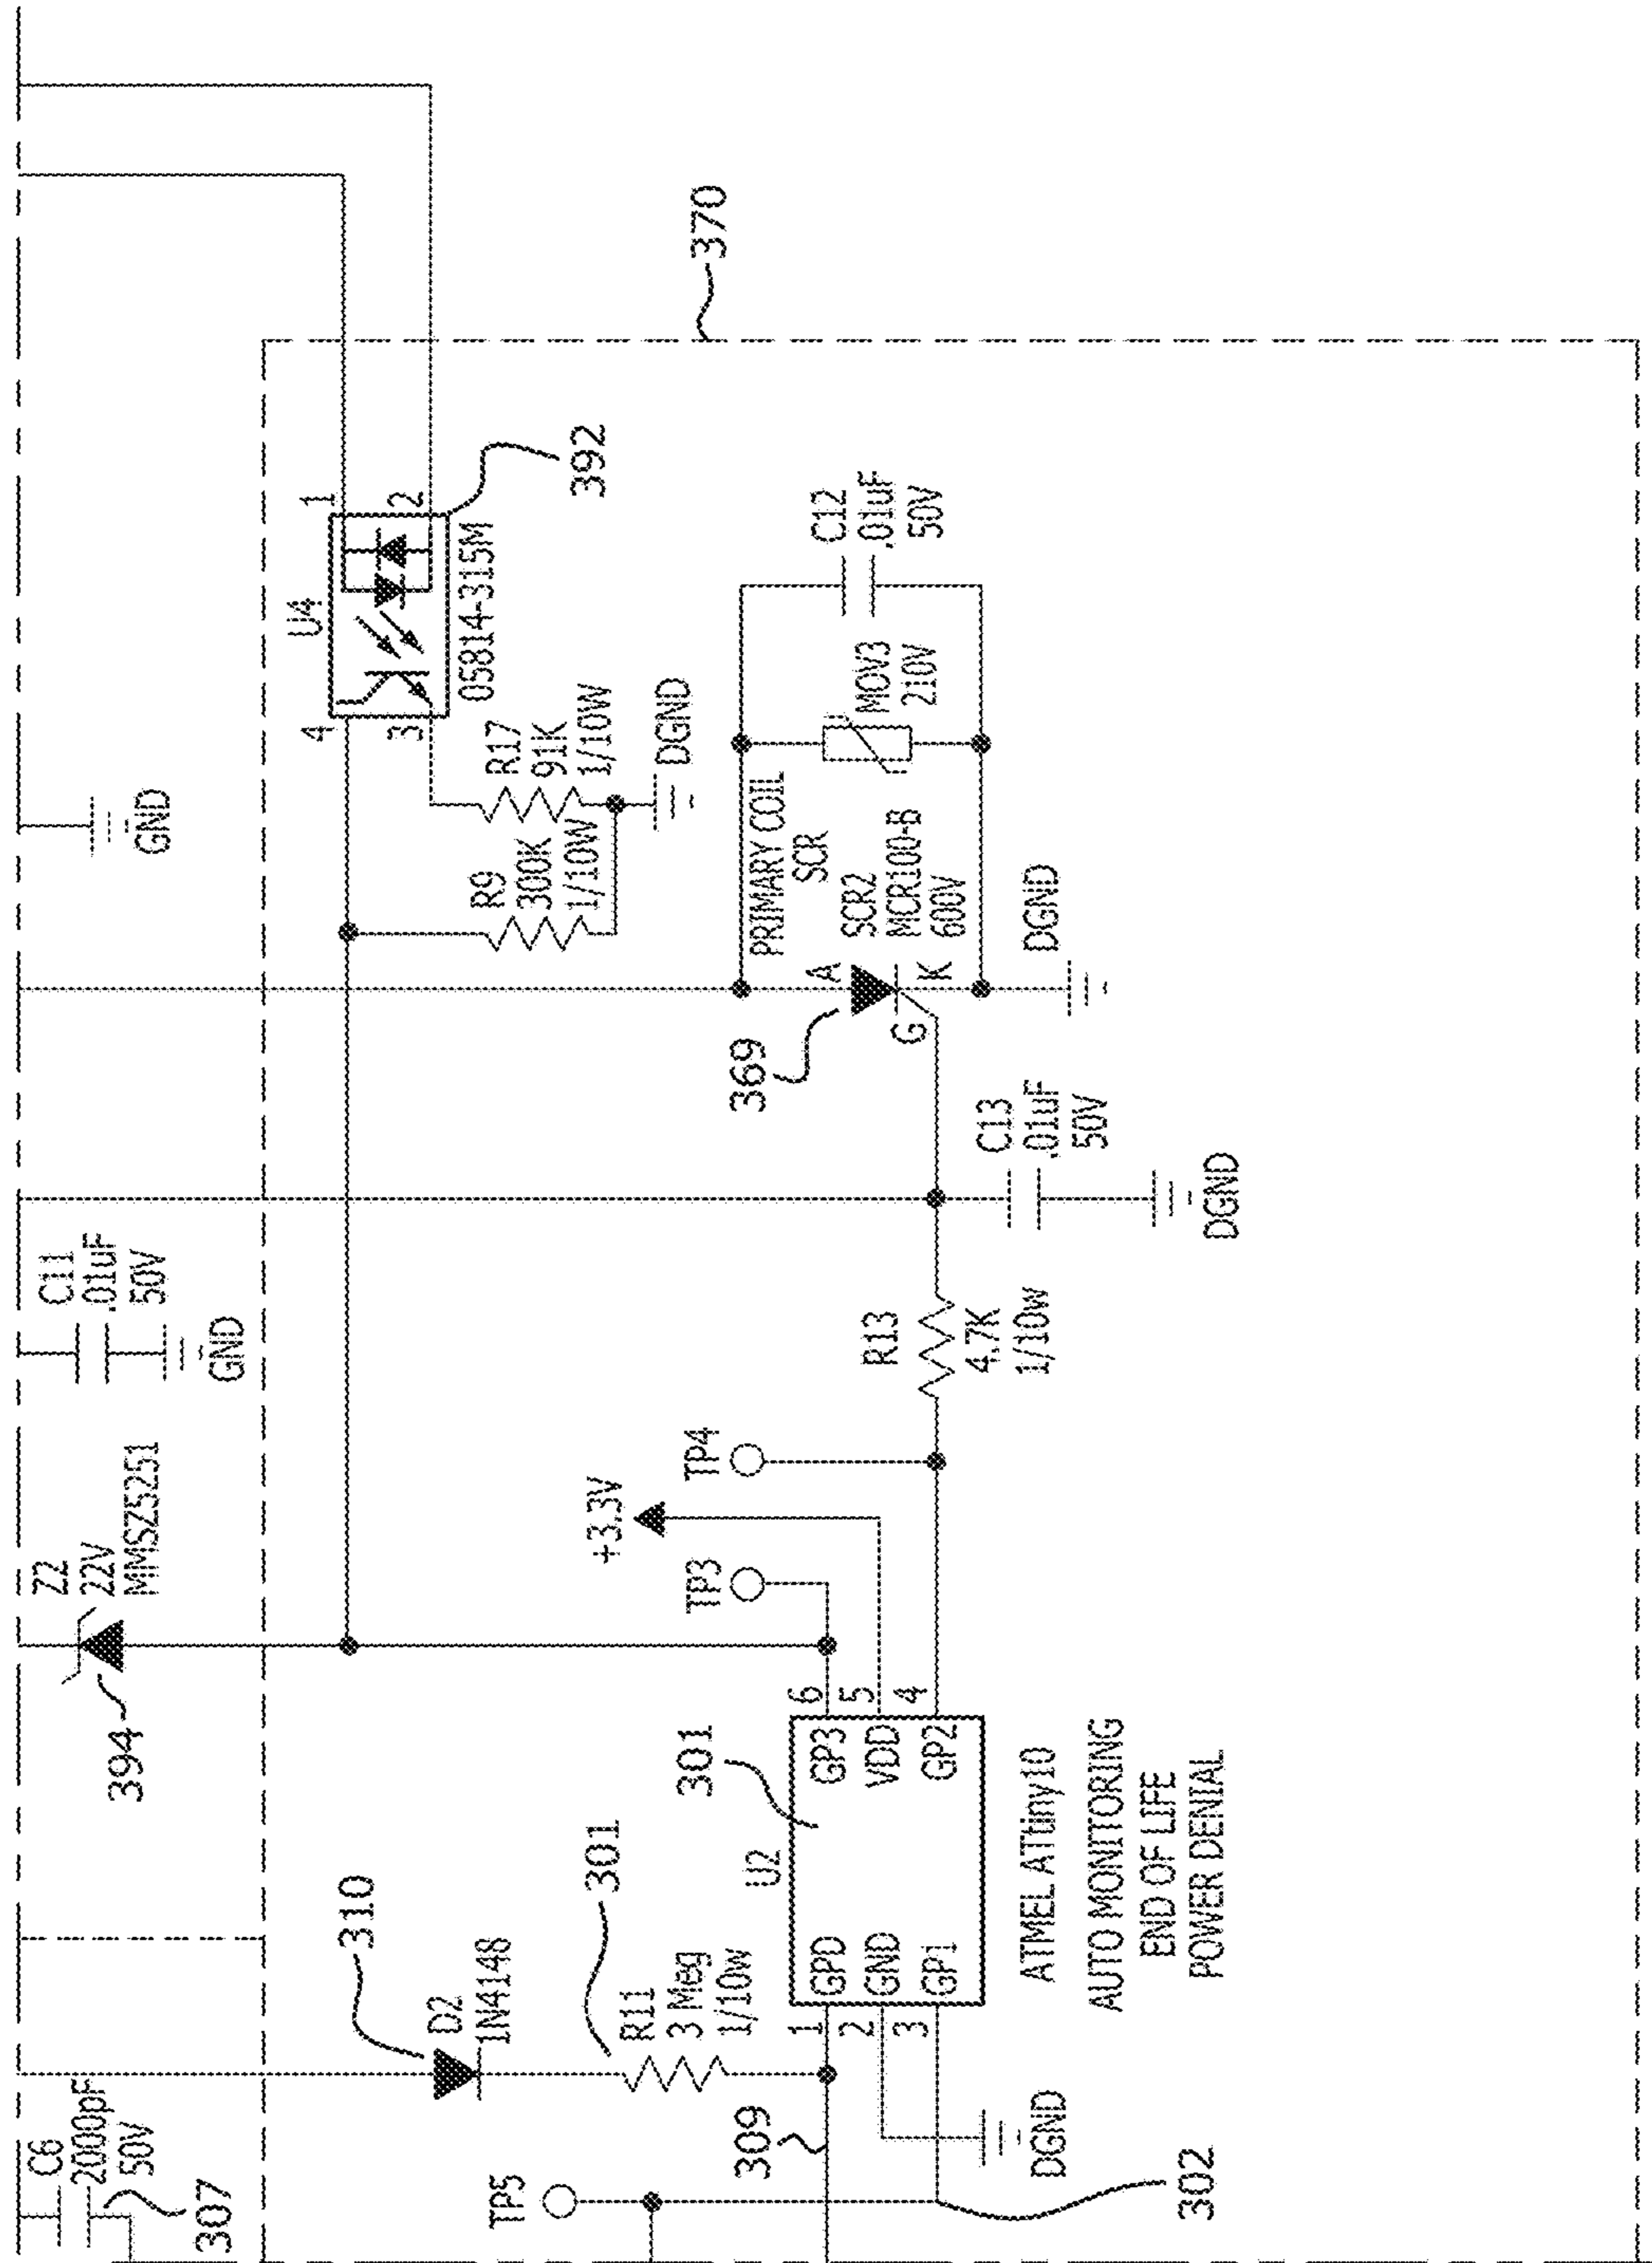 370
U4
1
2
4
3
05814-315M
392
GND
R17
91K
1/10W
R9
300K
1/10W
DGND
C12
.01uF
50V
MOV3
210V
PRIMARY COIL
SCR
SCR2
MCR100-B
600V
A
K
G
369
DGND
C13
.01uF
50V
DGND
C11
.01uF
50V
GND
R13
4.7K
1/10w
Z2
22V
MMSZ5251
394
+3.3V
TP4
TP3
6
5
4
GP3
VDD
GP2
301
U2
GPD
GND
GP1
1
2
3
ATMEL ATtiny10
AUTO MONITORING
END OF LIFE
POWER DENIAL
310
D2
1N4148
301
R11
3 Meg
1/10w
309
DGND
302
TP5
C6
2000pF
50V
307